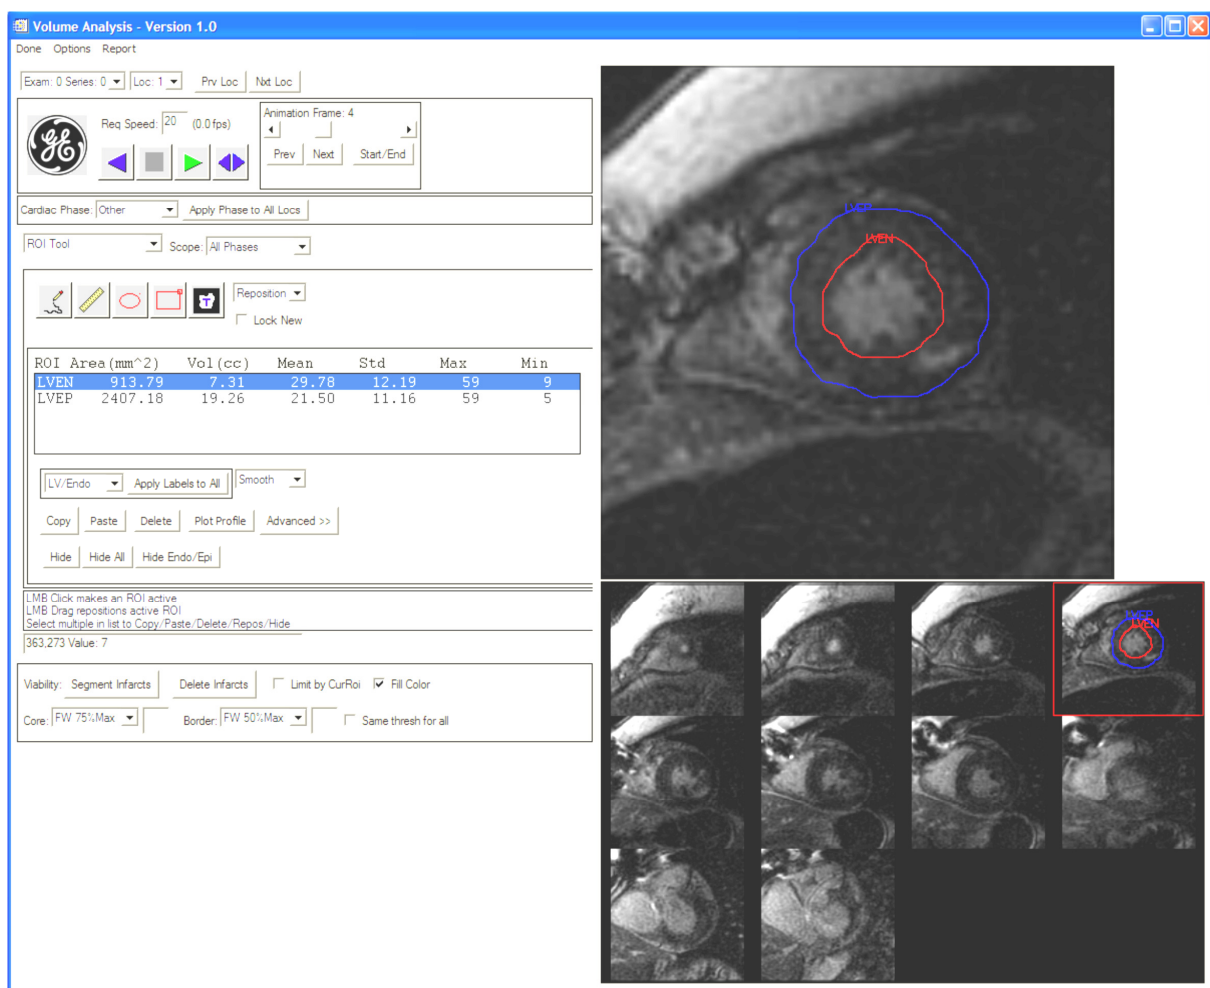 Volume Analysis - Version 1.0
Done Options Report
Exam: 0 Series: 0 Loc: 1 Prv Loc Nxt Loc
Req Speed: 20 (0.0 fps)
Animation Frame: 4
Prev Next Start/End
GE
Cardiac Phase: Other Apply Phase to All Locs
ROI Tool Scope: All Phases
T
Reposition
Lock New
ROI Area(mm^2) Vol(cc) Mean Std Max Min
LVEN 913.79 7.31 29.78 12.19 59 9
LVEP 2407.18 19.26 21.50 11.16 59 5
LV/Endo Apply Labels to All Smooth
Copy Paste Delete Plot Profile Advanced >>
Hide Hide All Hide Endo/Epi
LMB Click makes an ROI active
LMB Drag repositions active ROI
Select multiple in list to Copy/Paste/Delete/Repos/Hide
363,273 Value: 7
Viability: Segment Infarcts Delete Infarcts Limit by CurRoi Fill Color
Core: FW 75%Max Border: FW 50%Max Same thresh for all
LVEP
LVEN
LVEP
LVEN